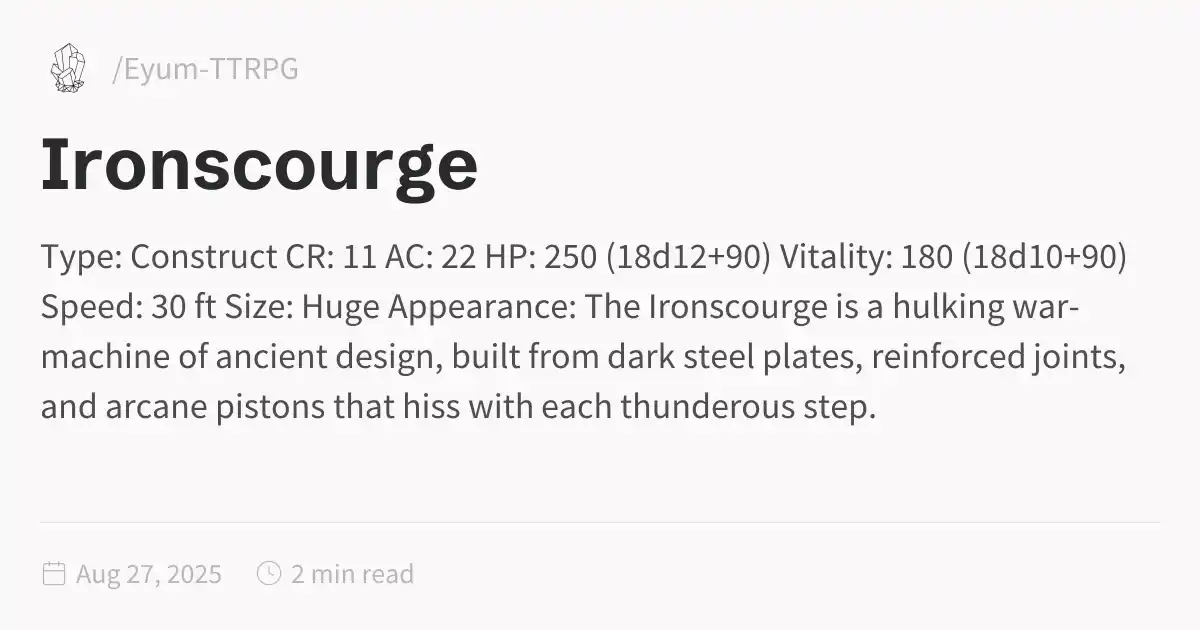 /Eyum-TTRPG
Ironscourge
Type: Construct CR: 11 AC: 22 HP: 250 (18d12+90) Vitality: 180 (18d10+90)
Speed: 30 ft Size: Huge Appearance: The Ironscourge is a hulking war-
machine of ancient design, built from dark steel plates, reinforced joints,
and arcane pistons that hiss with each thunderous step.
Aug 27, 2025 2 min read